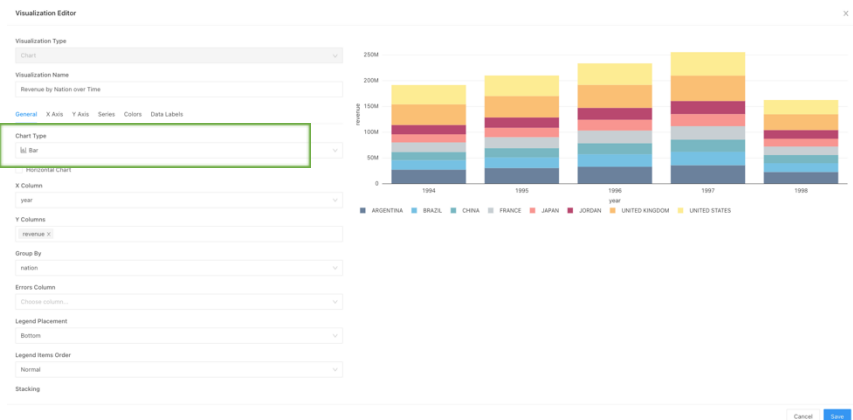 Visualization Editor
Visualization Type
Chart
Visualization Name
Revenue by Nation over Time
General X Axis Y Axis Series Colors Data Labels
Chart Type
Bar
Horizontal Chart
X Column
year
Y Columns
revenue
Group By
nation
Errors Column
Choose column...
Legend Placement
Bottom
Legend Items Order
Normal
Stacking
250M
200M
150M
100M
50M
0
revenue
1994 1995 1996 1997 1998
year
ARGENTINA BRAZIL CHINA FRANCE JAPAN JORDAN UNITED KINGDOM UNITED STATES
Cancel Save